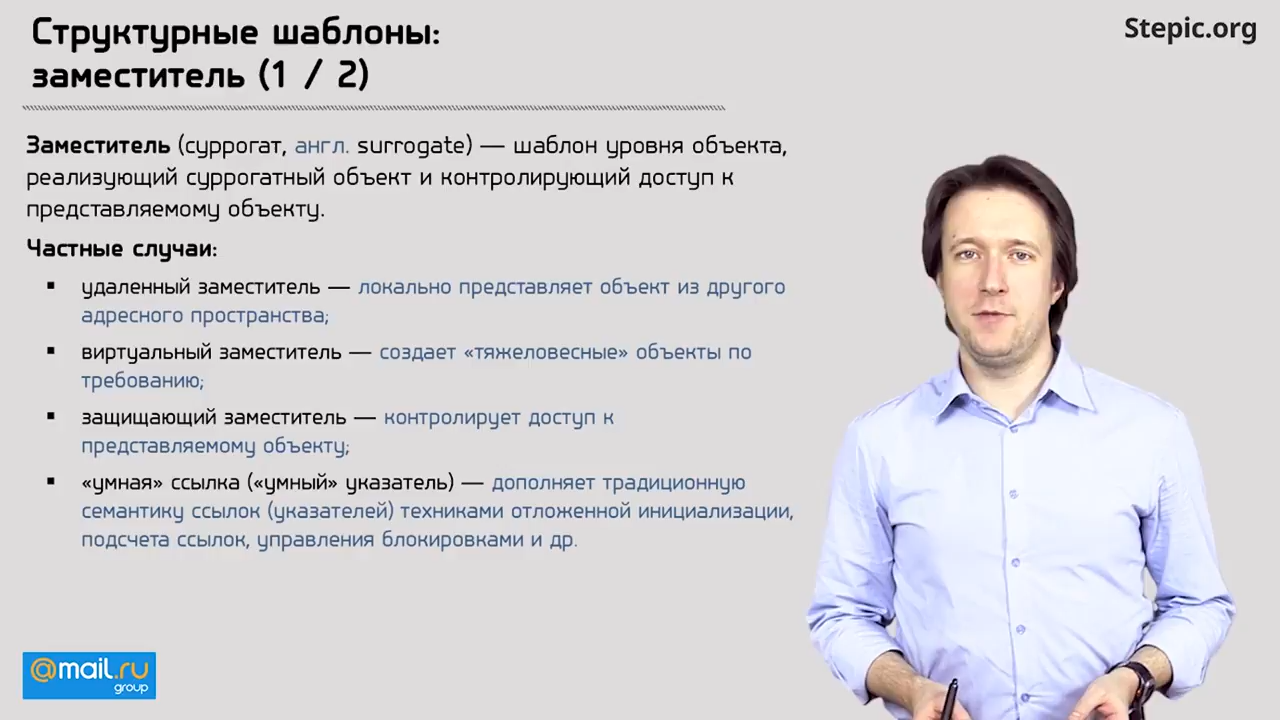 Структурные шаблоны:
заместитель (1 / 2)
Stepic.org
Заместитель (суррогат, англ. surrogate) — шаблон уровня объекта,
реализующий суррогатный объект и контролирующий доступ к
представляемому объекту.
Частные случаи:
▪ удаленный заместитель — локально представляет объект из другого
адресного пространства;
▪ виртуальный заместитель — создает «тяжеловесные» объекты по
требованию;
▪ защищающий заместитель — контролирует доступ к
представляемому объекту;
▪ «умная» ссылка («умный» указатель) — дополняет традиционную
семантику ссылок (указателей) техниками отложенной инициализации,
подсчета ссылок, управления блокировками и др.
@mail.ru
group